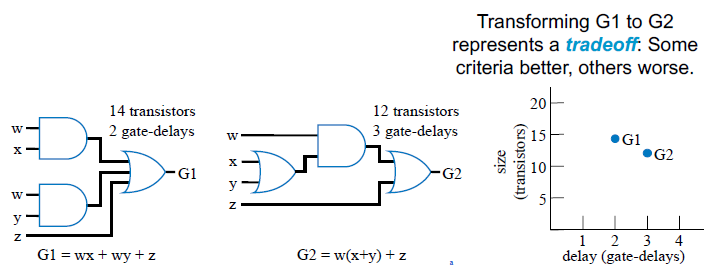 Transforming G1 to G2
represents a tradeoff: Some
criteria better, others worse.
14 transistors
2 gate-delays
w
x
w
y
z
G1
G1 = wx + wy + z
12 transistors
3 gate-delays
w
x
y
z
G2
G2 = w(x+y) + z
a
size
(transistors)
20
15
10
5
G1
G2
1 2 3 4
delay (gate-delays)